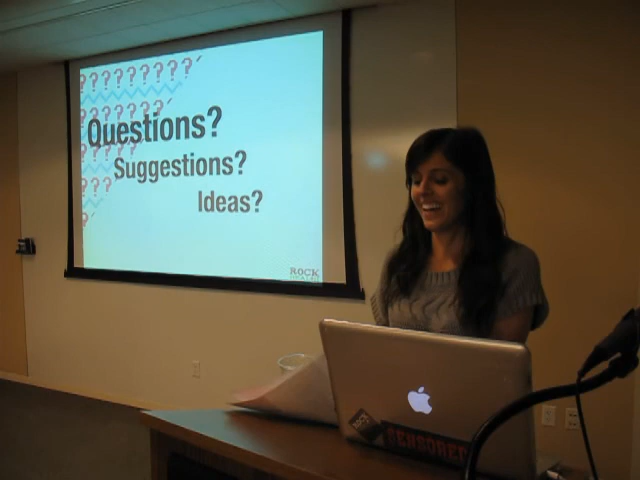 ? ? ? ? ? ? ? ? ?
? ? ? ? ? ? ?
Questions?
Suggestions?
? ? ?
Ideas?
ROCK
CENSORED